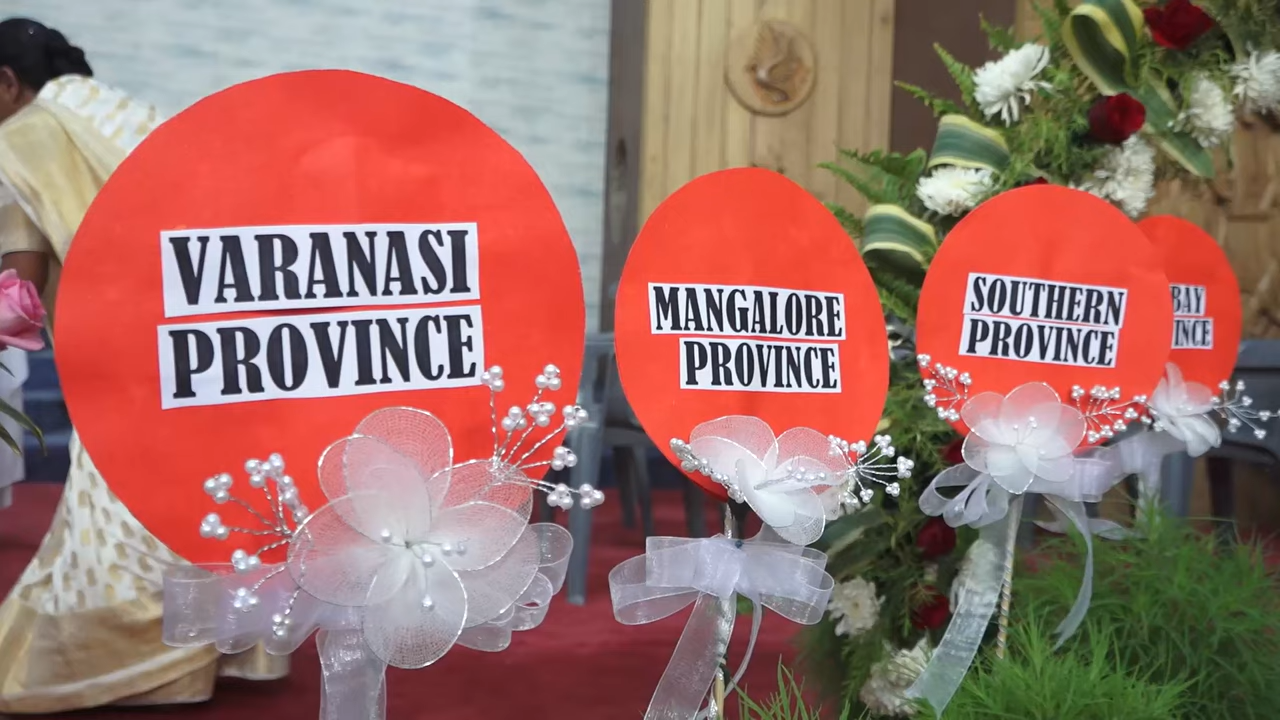 VARANASI
PROVINCE
MANGALORE
PROVINCE
SOUTHERN
PROVINCE